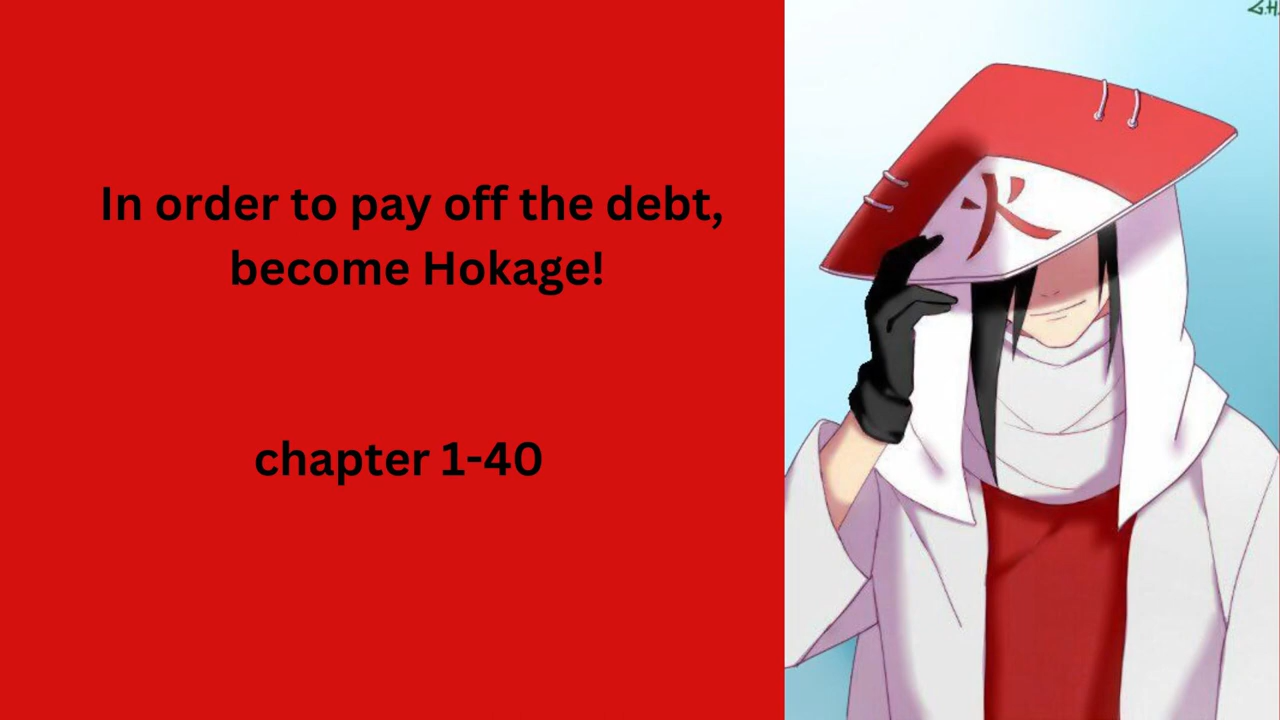 In order to pay off the debt,
become Hokage!
chapter 1-40
火
G.H.